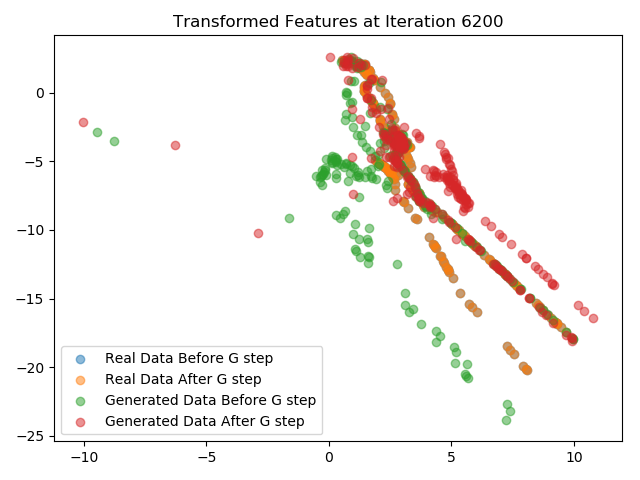 Transformed Features at Iteration 6200
0
−5
−10
−15
−20
−25
Real Data Before G step
Real Data After G step
Generated Data Before G step
Generated Data After G step
−10
−5
0
5
10